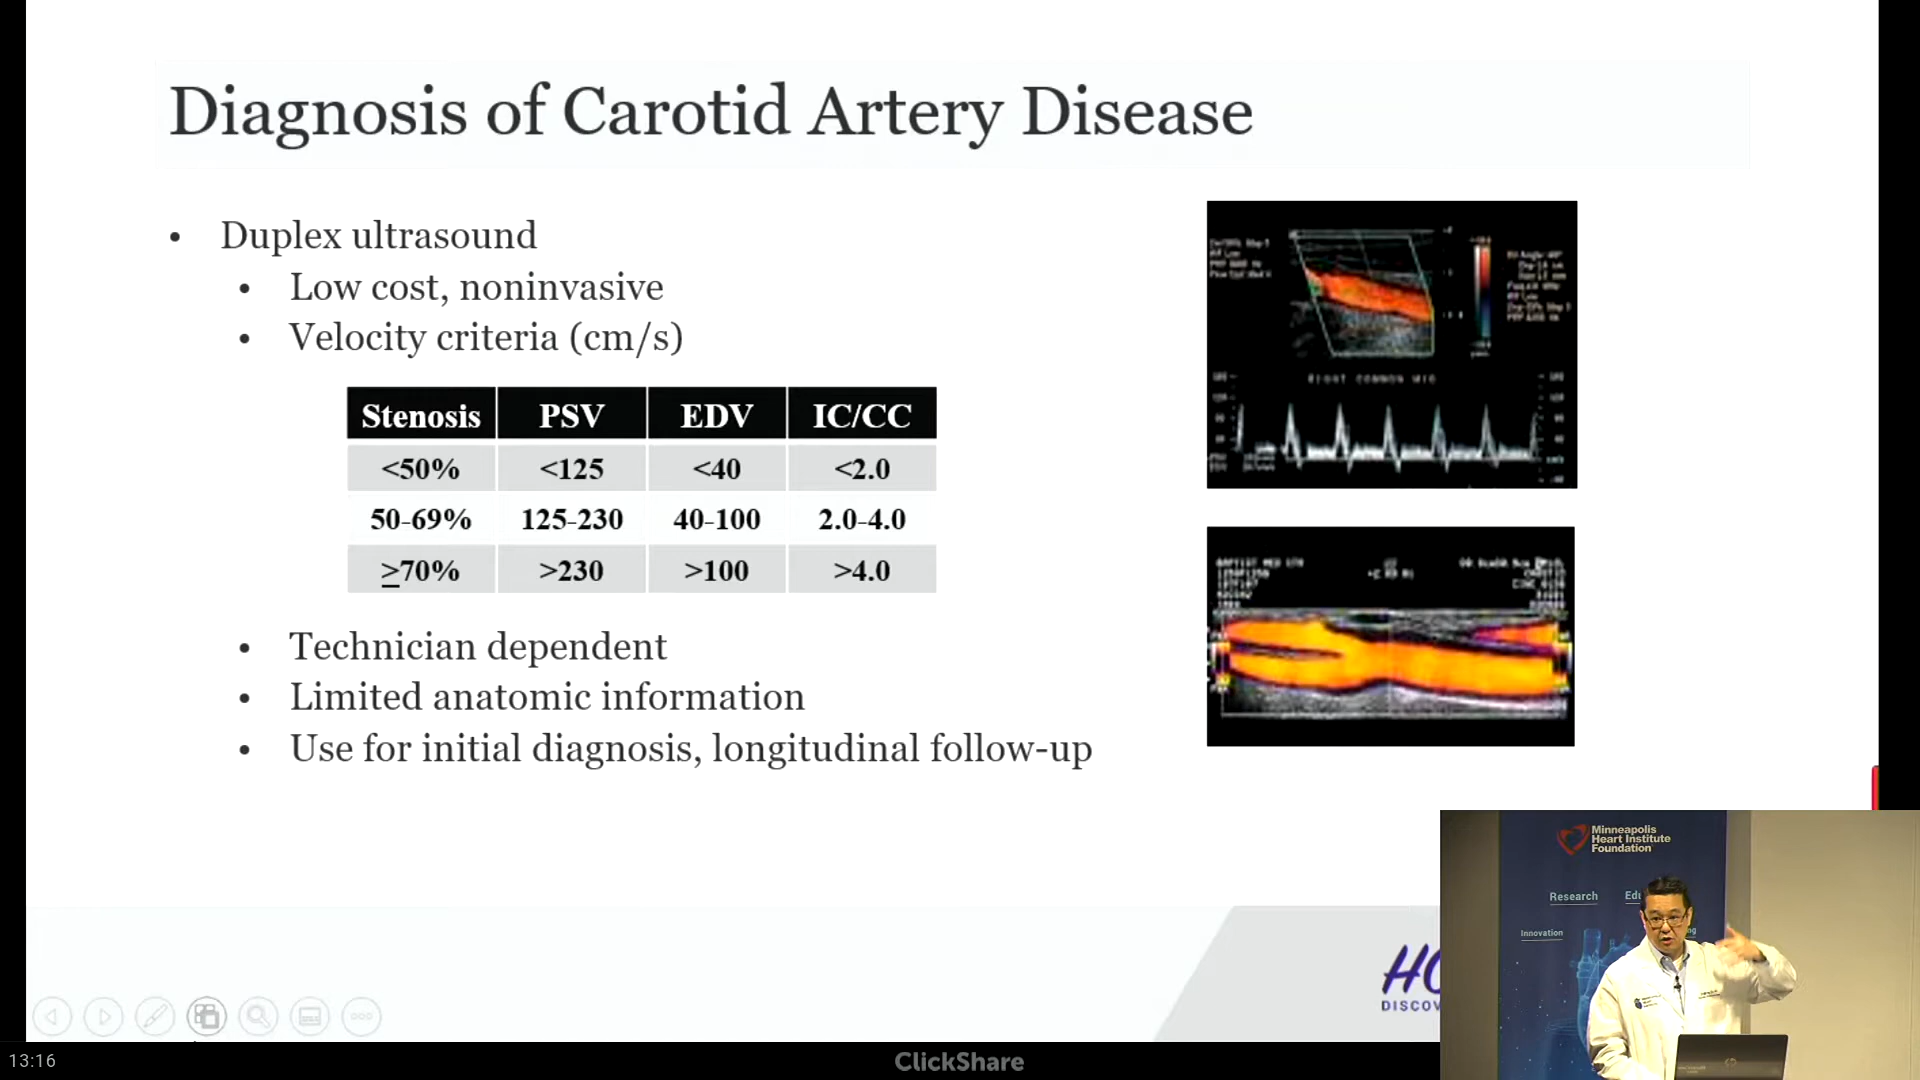 Diagnosis of Carotid Artery Disease
• Duplex ultrasound
• Low cost, noninvasive
• Velocity criteria (cm/s)
Stenosis PSV EDV IC/CC
<50% <125 <40 <2.0
50-69% 125-230 40-100 2.0-4.0
≥70% >230 >100 >4.0
• Technician dependent
• Limited anatomic information
• Use for initial diagnosis, longitudinal follow-up
RIGHT COMMON MID
Minneapolis
Heart Institute
Foundation
Research
Innovation
13:16
ClickShare